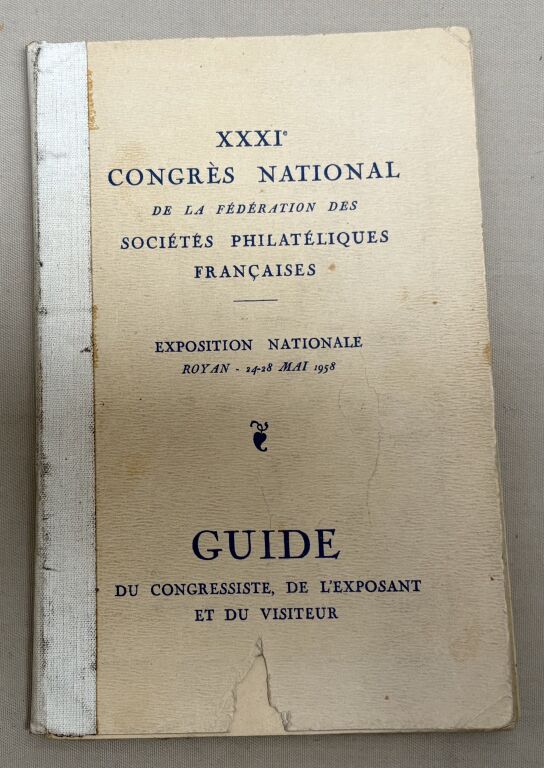 XXXIᵉ
CONGRÈS NATIONAL
DE LA FÉDÉRATION DES
SOCIÉTÉS PHILATÉLIQUES
FRANÇAISES
EXPOSITION NATIONALE
ROYAN - 24-28 MAI 1958
GUIDE
DU CONGRESSISTE, DE L'EXPOSANT
ET DU VISITEUR